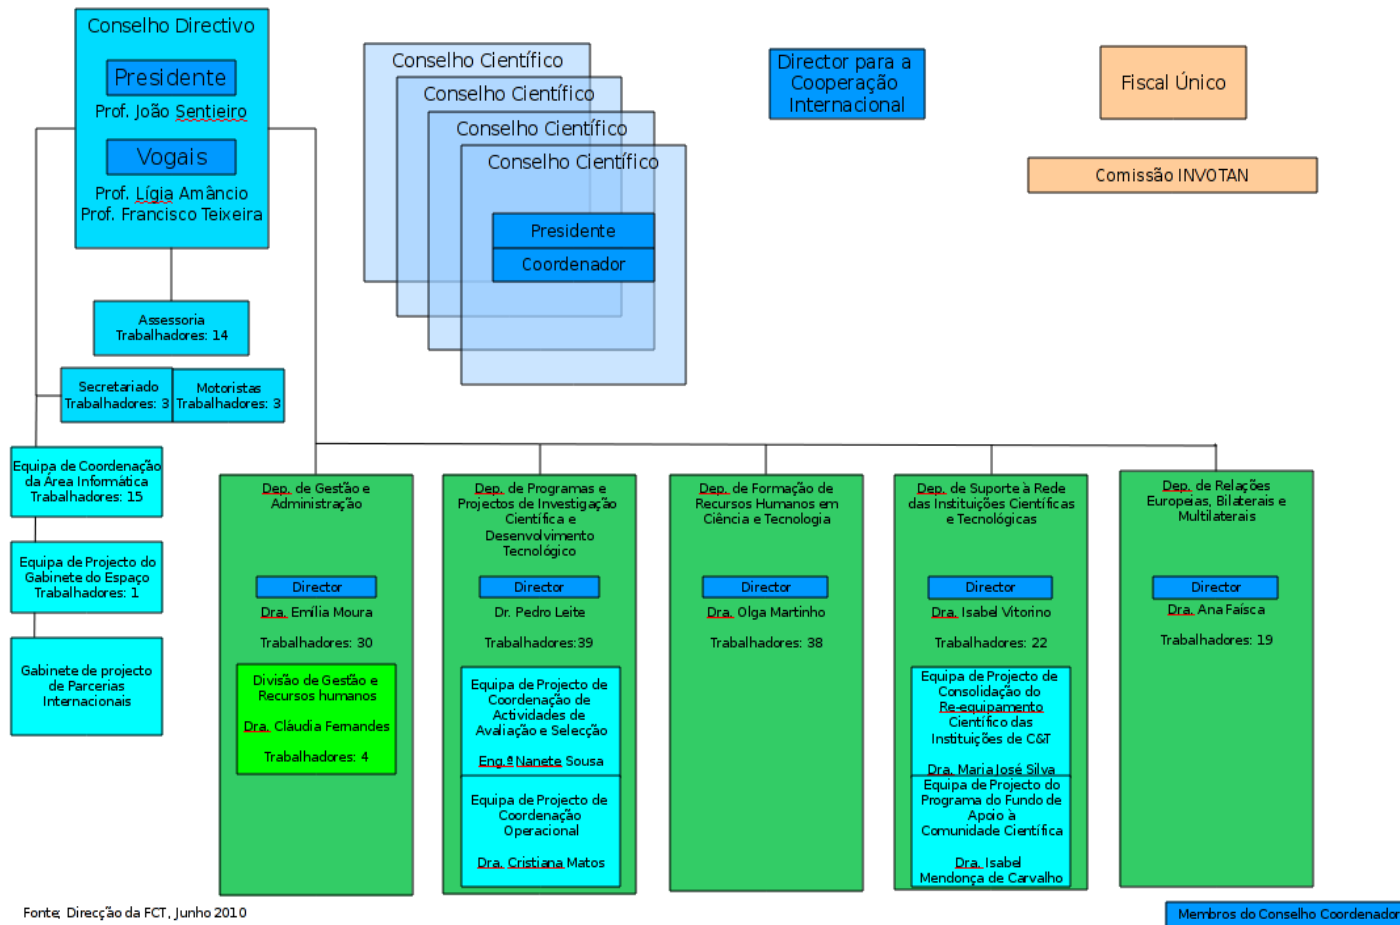 Conselho Directivo
Presidente
Prof. João Sentieiro
Vogais
Prof. Lígia Amâncio
Prof. Francisco Teixeira
Conselho Científico
Conselho Científico
Conselho Científico
Conselho Científico
Presidente
Coordenador
Director para a
Cooperação
Internacional
Fiscal Único
Comissão INVOTAN
Assessoria
Trabalhadores: 14
Secretariado
Trabalhadores: 3
Motoristas
Trabalhadores: 3
Equipa de Coordenação
da Área Informática
Trabalhadores: 15
Equipa de Projecto do
Gabinete do Espaço
Trabalhadores: 1
Gabinete de projecto
de Parcerias
Internacionais
Dep. de Gestão e
Administração
Director
Dra. Emília Moura
Trabalhadores: 30
Divisão de Gestão e
Recursos humanos
Dra. Cláudia Fernandes
Trabalhadores: 4
Dep. de Programas e
Projectos de Investigação
Científica e
Desenvolvimento
Tecnológico
Director
Dr. Pedro Leite
Trabalhadores:39
Equipa de Projecto de
Coordenação de
Actividades de
Avaliação e Selecção
Eng.ª Nanete Sousa
Equipa de Projecto de
Coordenação
Operacional
Dra. Cristiana Matos
Dep. de Formação de
Recursos Humanos em
Ciência e Tecnologia
Director
Dra. Olga Martinho
Trabalhadores: 38
Dep. de Suporte à Rede
das Instituições Científicas
e Tecnológicas
Director
Dra. Isabel Vitorino
Trabalhadores: 22
Equipa de Projecto de
Consolidação do
Re-equipamento
Científico das
Instituições de C&T
Dra. Maria José Silva
Equipa de Projecto do
Programa do Fundo de
Apoio à
Comunidade Científica
Dra. Isabel
Mendonça de Carvalho
Dep. de Relações
Europeias, Bilaterais e
Multilaterais
Director
Dra. Ana Faísca
Trabalhadores: 19
Fonte: Direcção da FCT, Junho 2010
Membros do Conselho Coordenador